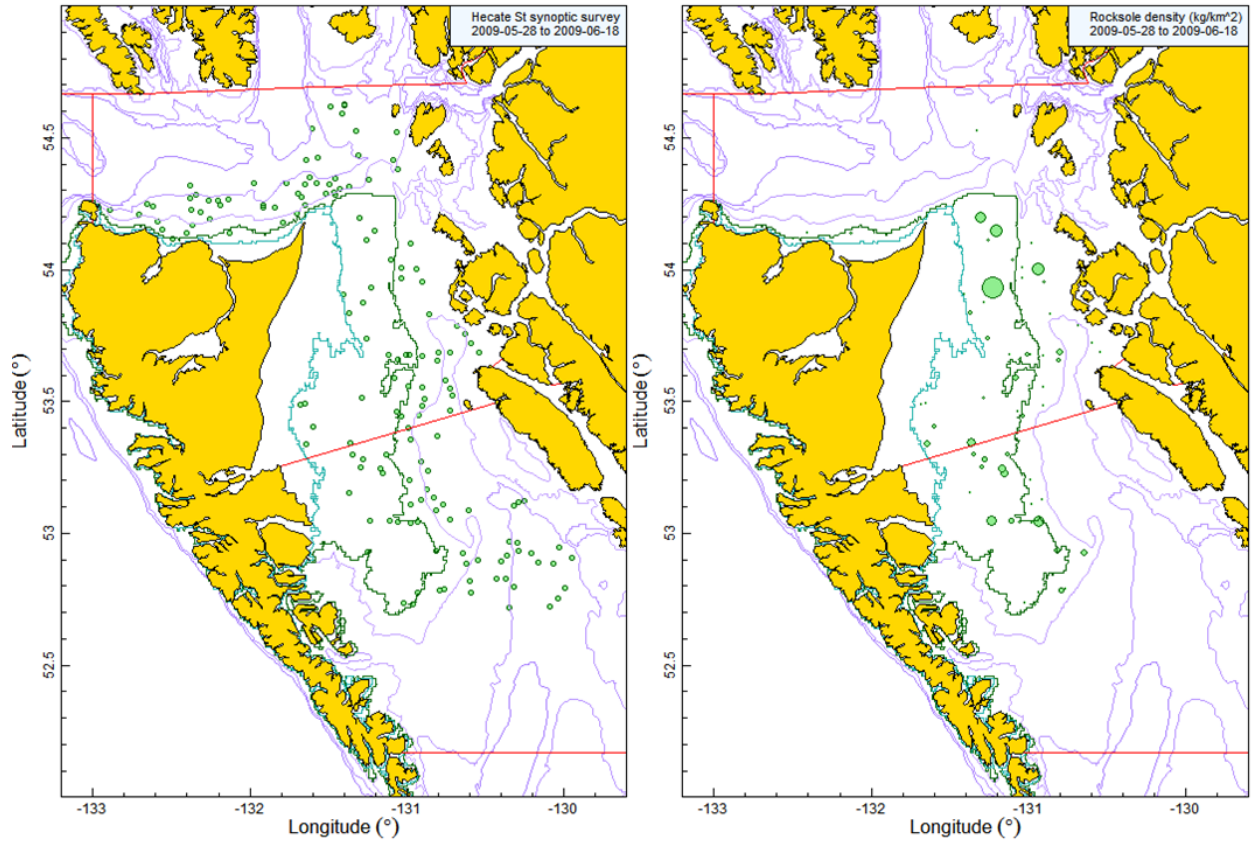 Hecate St synoptic survey
2009-05-28 to 2009-06-18
54.5
54
53.5
53
52.5
Latitude (°)
-133
-132
-131
-130
Longitude (°)
Rocksole density (kg/km^2)
2009-05-28 to 2009-06-18
54.5
54
53.5
53
52.5
Latitude (°)
-133
-132
-131
-130
Longitude (°)